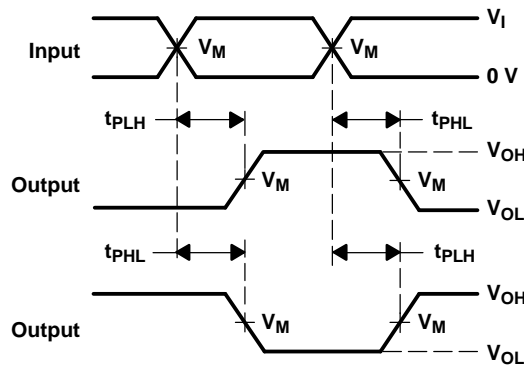 V_I
Input V_M V_M
0 V
t_PLH t_PHL
V_OH
Output V_M V_M
V_OL
t_PHL t_PLH
V_OH
Output V_M V_M
V_OL